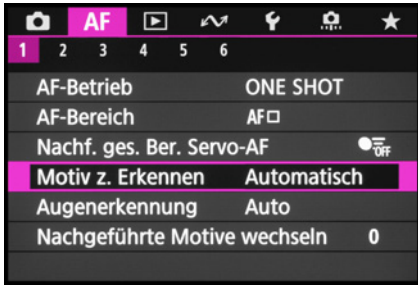 AF
1 2 3 4 5 6
AF-Betrieb ONE SHOT
AF-Bereich AF
Nachf. ges. Ber. Servo-AF OFF
Motiv z. Erkennen Automatisch
Augenerkennung Auto
Nachgeführte Motive wechseln 0